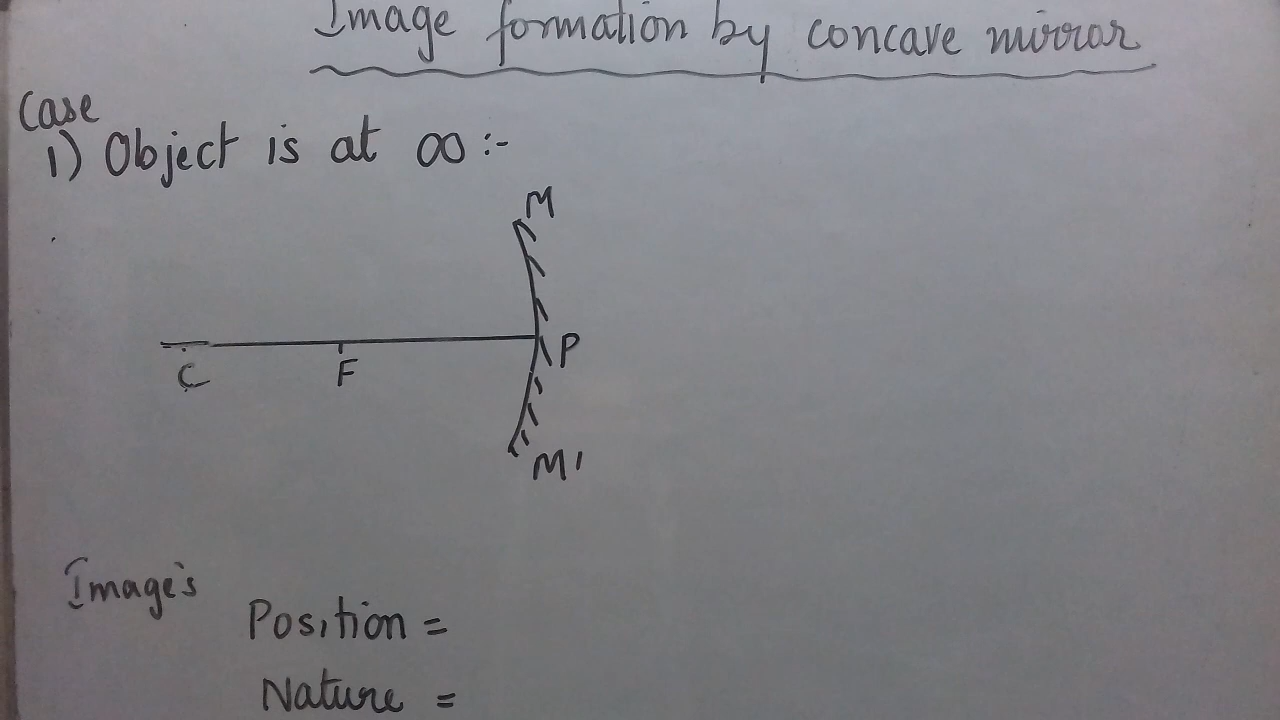 Image formation by concave mirror
Case
1) Object is at ∞ :-
M
C
F
P
M'
Image's
Position =
Nature =